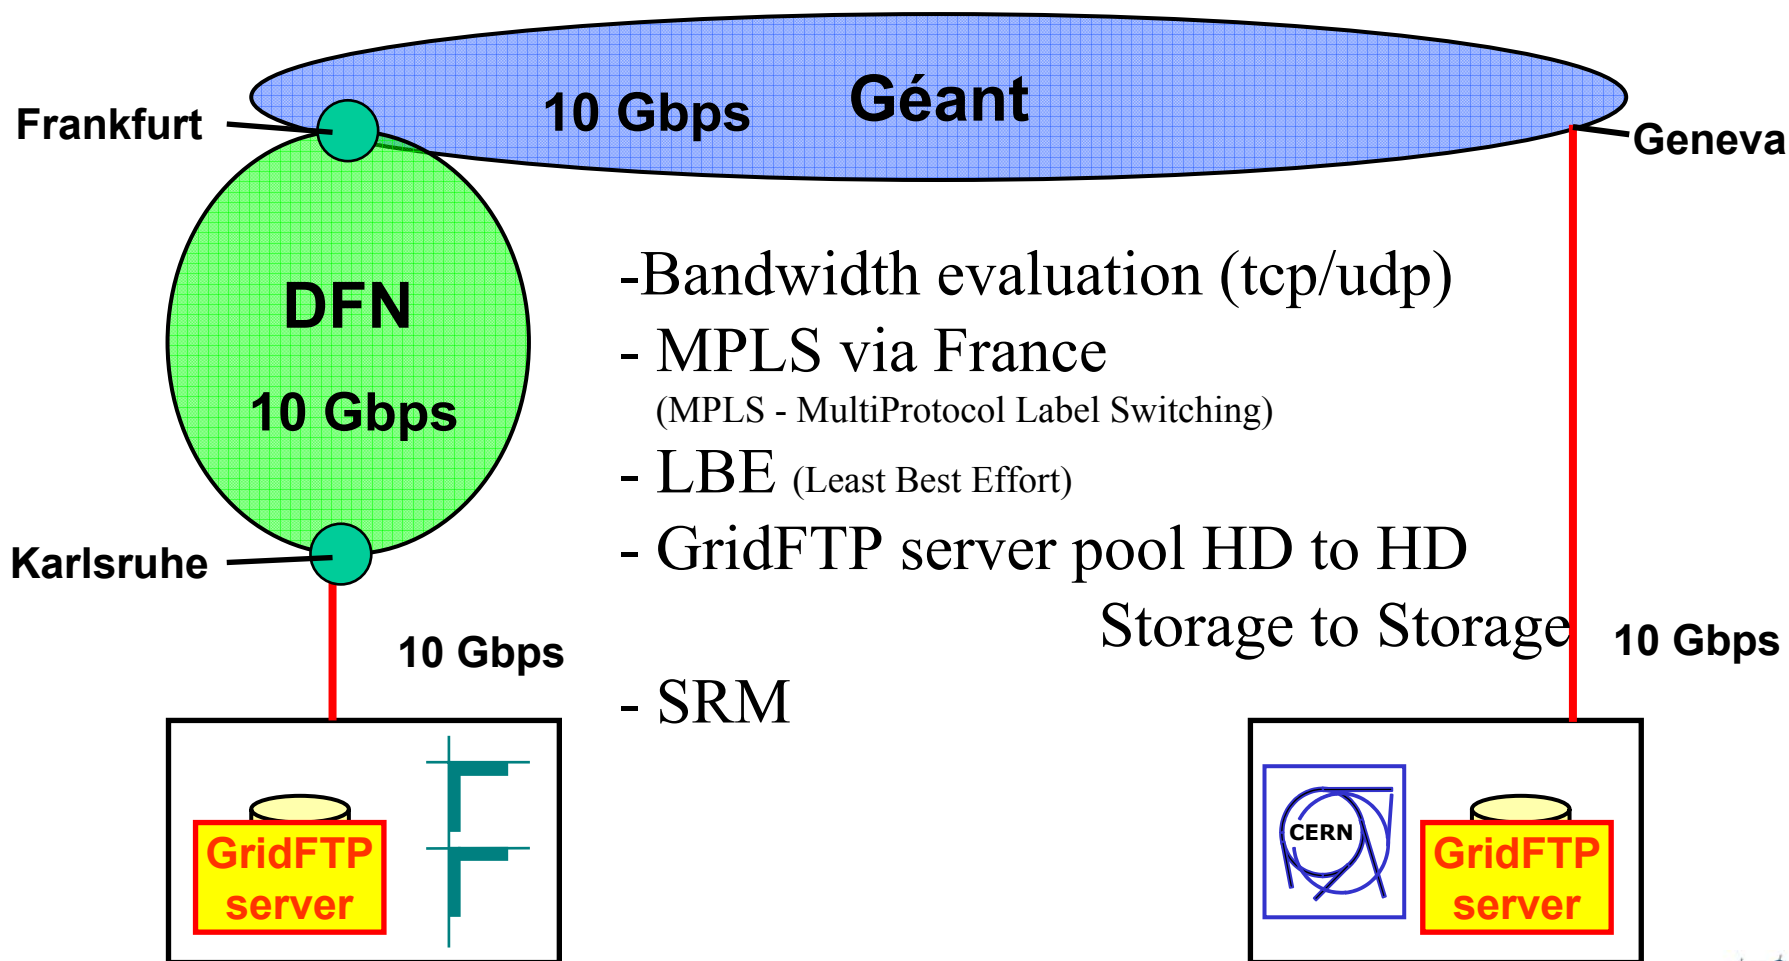 10 Gbps
Géant
Frankfurt
Geneva
DFN
10 Gbps
-Bandwidth evaluation (tcp/udp)
- MPLS via France
(MPLS - MultiProtocol Label Switching)
- LBE (Least Best Effort)
- GridFTP server pool HD to HD
Storage to Storage
- SRM
Karlsruhe
10 Gbps
10 Gbps
GridFTP
server
CERN
GridFTP
server